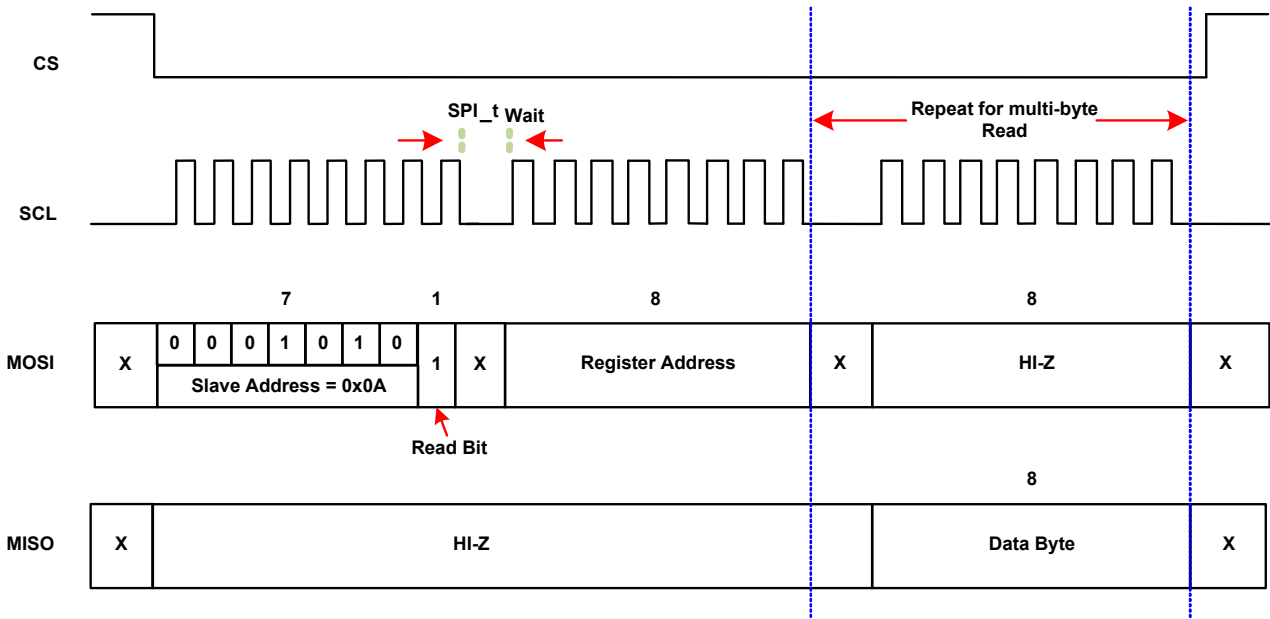 CS
SPI_t Wait
Repeat for multi-byte
Read
SCL
7 1 8 8
MOSI
X
0 0 0 1 0 1 0
Slave Address = 0x0A
1
X
Register Address
X
HI-Z
X
Read Bit
8
MISO
X
HI-Z
Data Byte
X